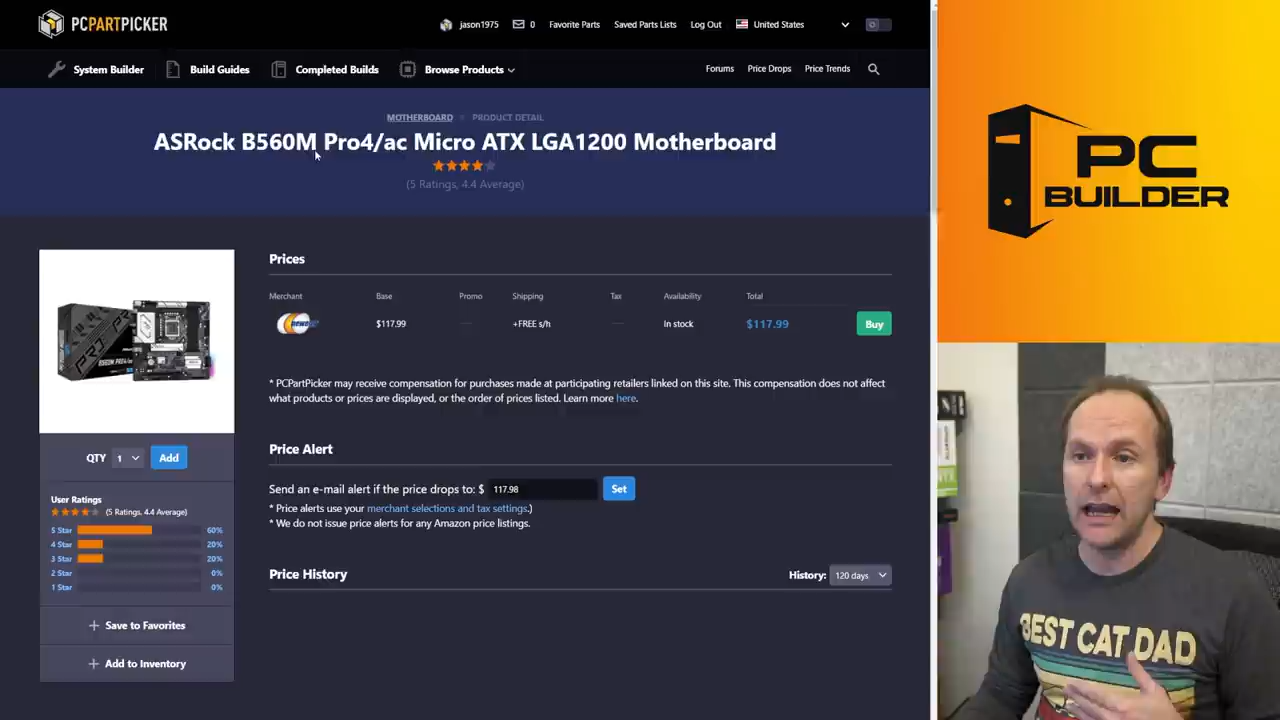 PCPARTPICKER
jason1975
0
Favorite Parts
Saved Parts Lists
Log Out
United States
System Builder
Build Guides
Completed Builds
Browse Products
Forums
Price Drops
Price Trends
MOTHERBOARD
PRODUCT DETAIL
ASRock B560M Pro4/ac Micro ATX LGA1200 Motherboard
(5 Ratings, 4.4 Average)
PC
BUILDER
Prices
Merchant
Base
Promo
Shipping
Tax
Availability
Total
$117.99
+FREE s/h
In stock
$117.99
Buy
* PCPartPicker may receive compensation for purchases made at participating retailers linked on this site. This compensation does not affect
what products or prices are displayed, or the order of prices listed. Learn more here.
QTY
1
Add
Price Alert
Send an e-mail alert if the price drops to: $
117.98
Set
* Price alerts use your merchant selections and tax settings.)
* We do not issue price alerts for any Amazon price listings.
User Ratings
(5 Ratings, 4.4 Average)
5 Star
60%
4 Star
20%
3 Star
20%
2 Star
0%
1 Star
0%
Price History
History:
120 days
+ Save to Favorites
+ Add to Inventory
BEST CAT DAD